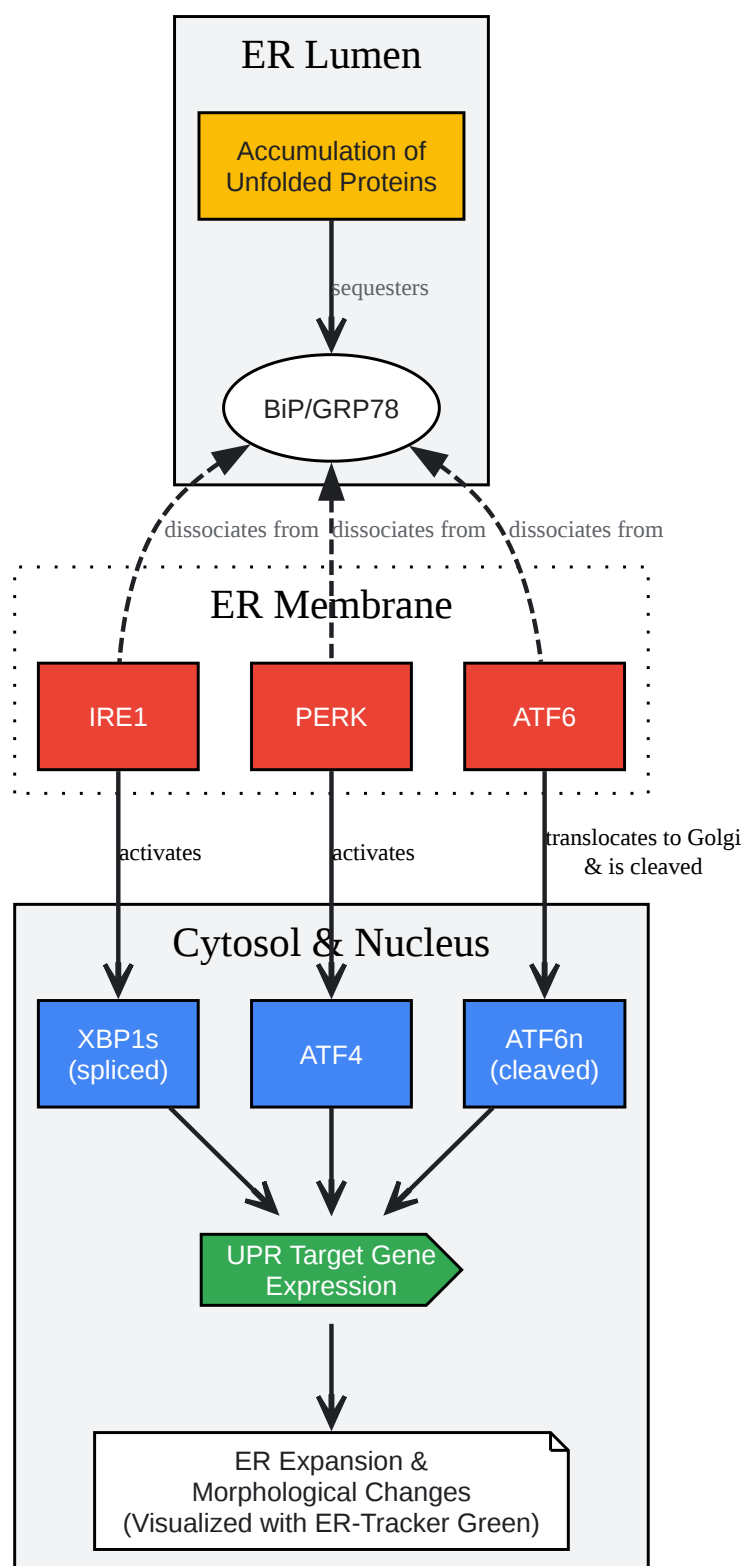 ER Lumen
Accumulation of
Unfolded Proteins
sequesters
BiP/GRP78
dissociates from
dissociates from
dissociates from
ER Membrane
IRE1
PERK
ATF6
activates
activates
translocates to Golgi
& is cleaved
Cytosol & Nucleus
XBP1s
(spliced)
ATF4
ATF6n
(cleaved)
UPR Target Gene
Expression
ER Expansion &
Morphological Changes
(Visualized with ER-Tracker Green)